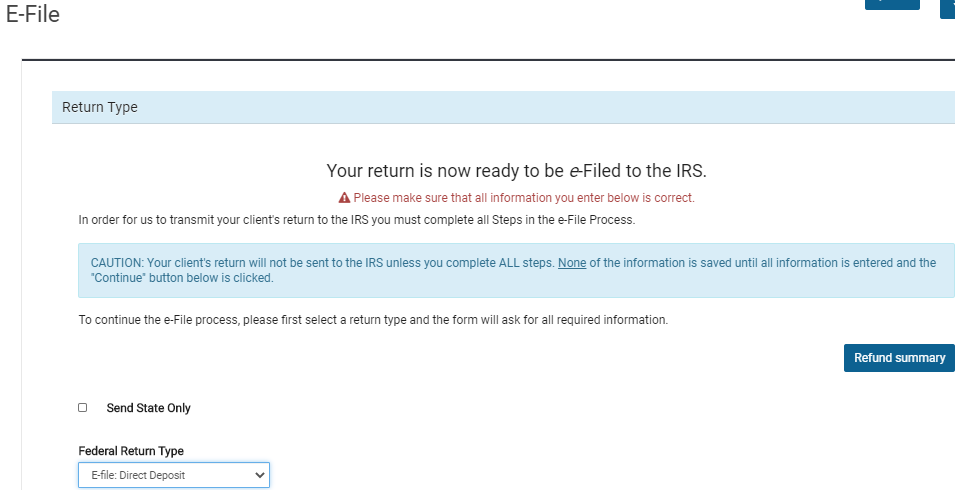 E-File
Return Type
Your return is now ready to be e-Filed to the IRS.
Please make sure that all information you enter below is correct.
In order for us to transmit your client's return to the IRS you must complete all Steps in the e-File Process.
CAUTION: Your client's return will not be sent to the IRS unless you complete ALL steps. None of the information is saved until all information is entered and the
"Continue" button below is clicked.
To continue the e-File process, please first select a return type and the form will ask for all required information.
Refund summary
Send State Only
Federal Return Type
E-file: Direct Deposit